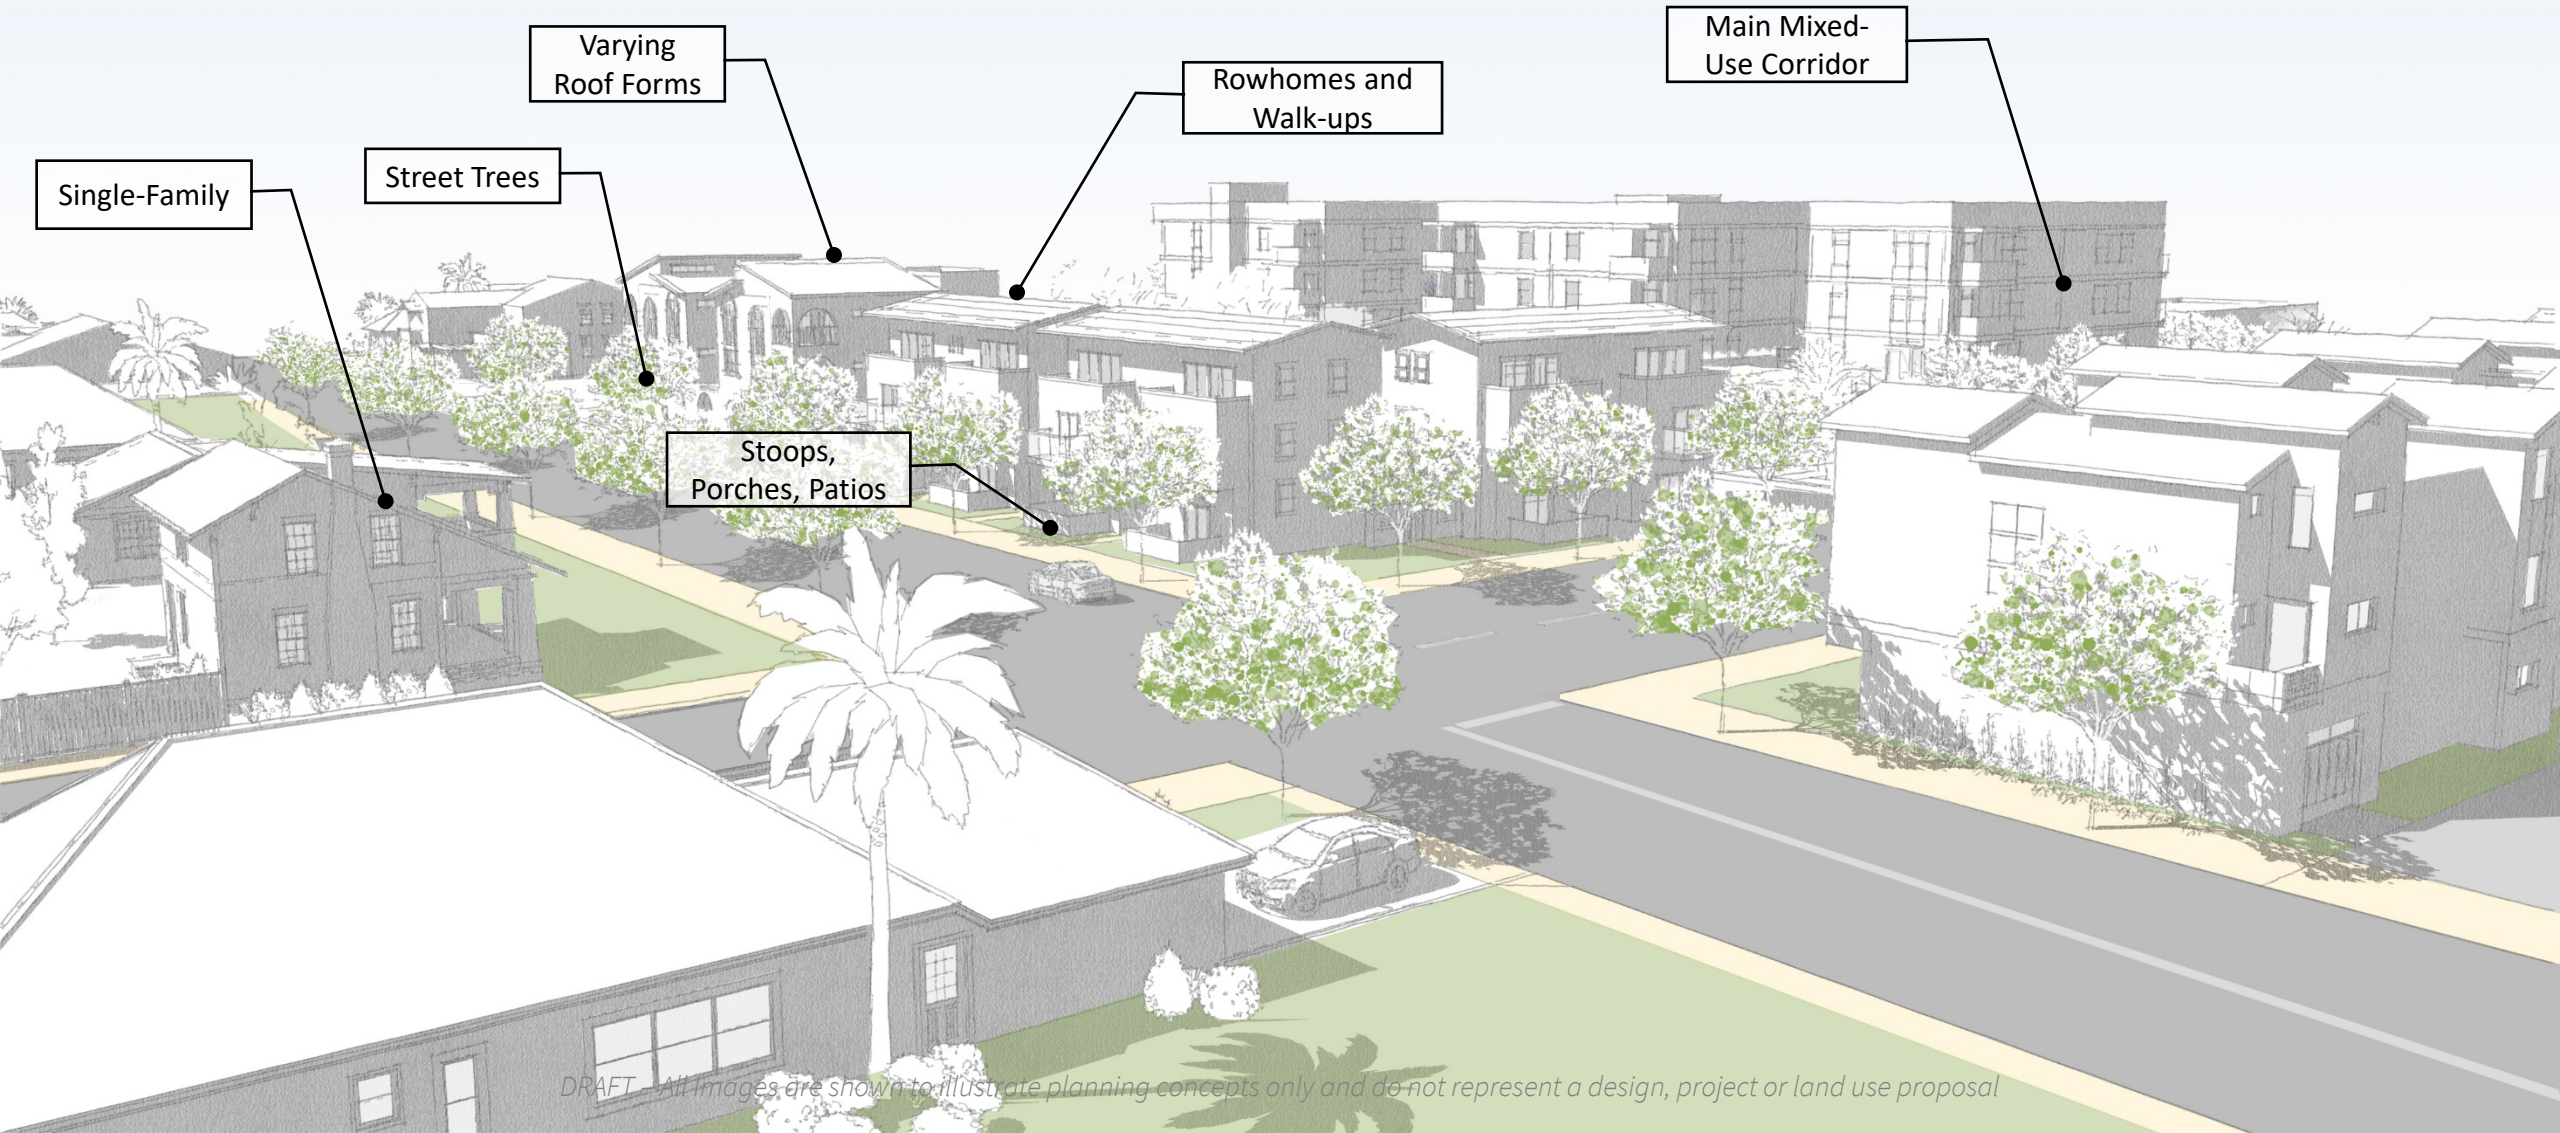 Main Mixed-
Use Corridor
Varying
Roof Forms
Rowhomes and
Walk-ups
Street Trees
Single-Family
Stoops,
Porches, Patios
DRAFT – All Images are shown to illustrate planning concepts only and do not represent a design, project or land use proposal